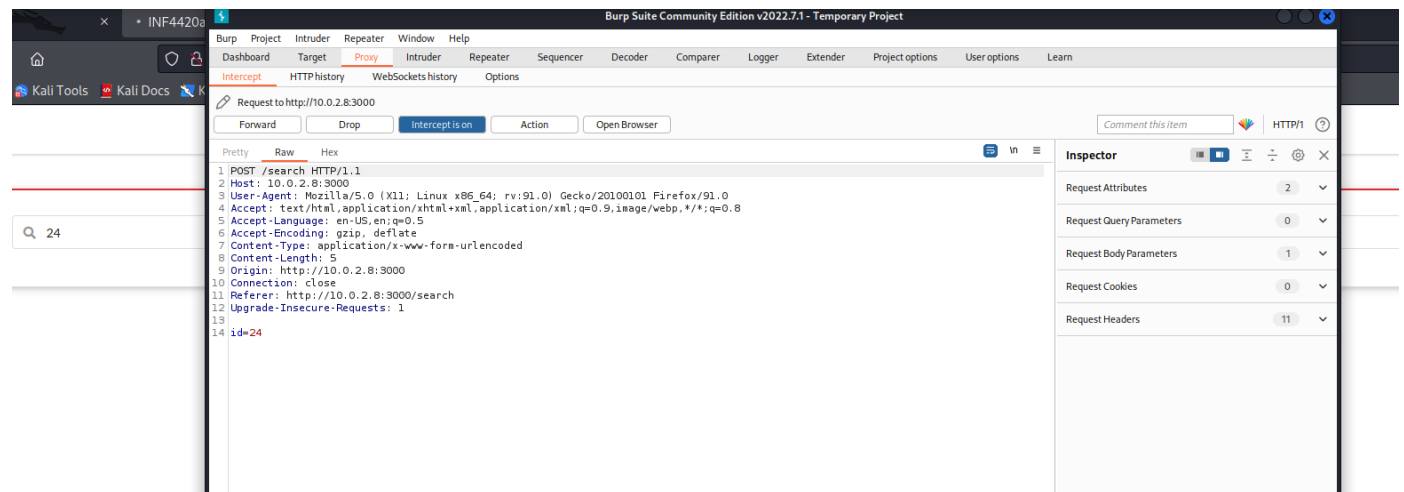 INF4420a
Burp Suite Community Edition v2022.7.1 - Temporary Project
Burp Project Intruder Repeater Window Help
Dashboard Target Proxy Intruder Repeater Sequencer Decoder Comparer Logger Extender Project options User options Learn
Intercept HTTP history WebSockets history Options
Kali Tools Kali Docs K
Request to http://10.0.2.8:3000
Forward Drop Intercept is on Action Open Browser Comment this item HTTP/1
Pretty Raw Hex \n
Inspector
1 POST /search HTTP/1.1
2 Host: 10.0.2.8:3000
3 User-Agent: Mozilla/5.0 (X11; Linux x86_64; rv:91.0) Gecko/20100101 Firefox/91.0
4 Accept: text/html,application/xhtml+xml,application/xml;q=0.9,image/webp,*/*;q=0.8
5 Accept-Language: en-US,en;q=0.5
6 Accept-Encoding: gzip, deflate
7 Content-Type: application/x-www-form-urlencoded
8 Content-Length: 5
9 Origin: http://10.0.2.8:3000
10 Connection: close
11 Referer: http://10.0.2.8:3000/search
12 Upgrade-Insecure-Requests: 1
13
14 id=24
24
Request Attributes 2
Request Query Parameters 0
Request Body Parameters 1
Request Cookies 0
Request Headers 11